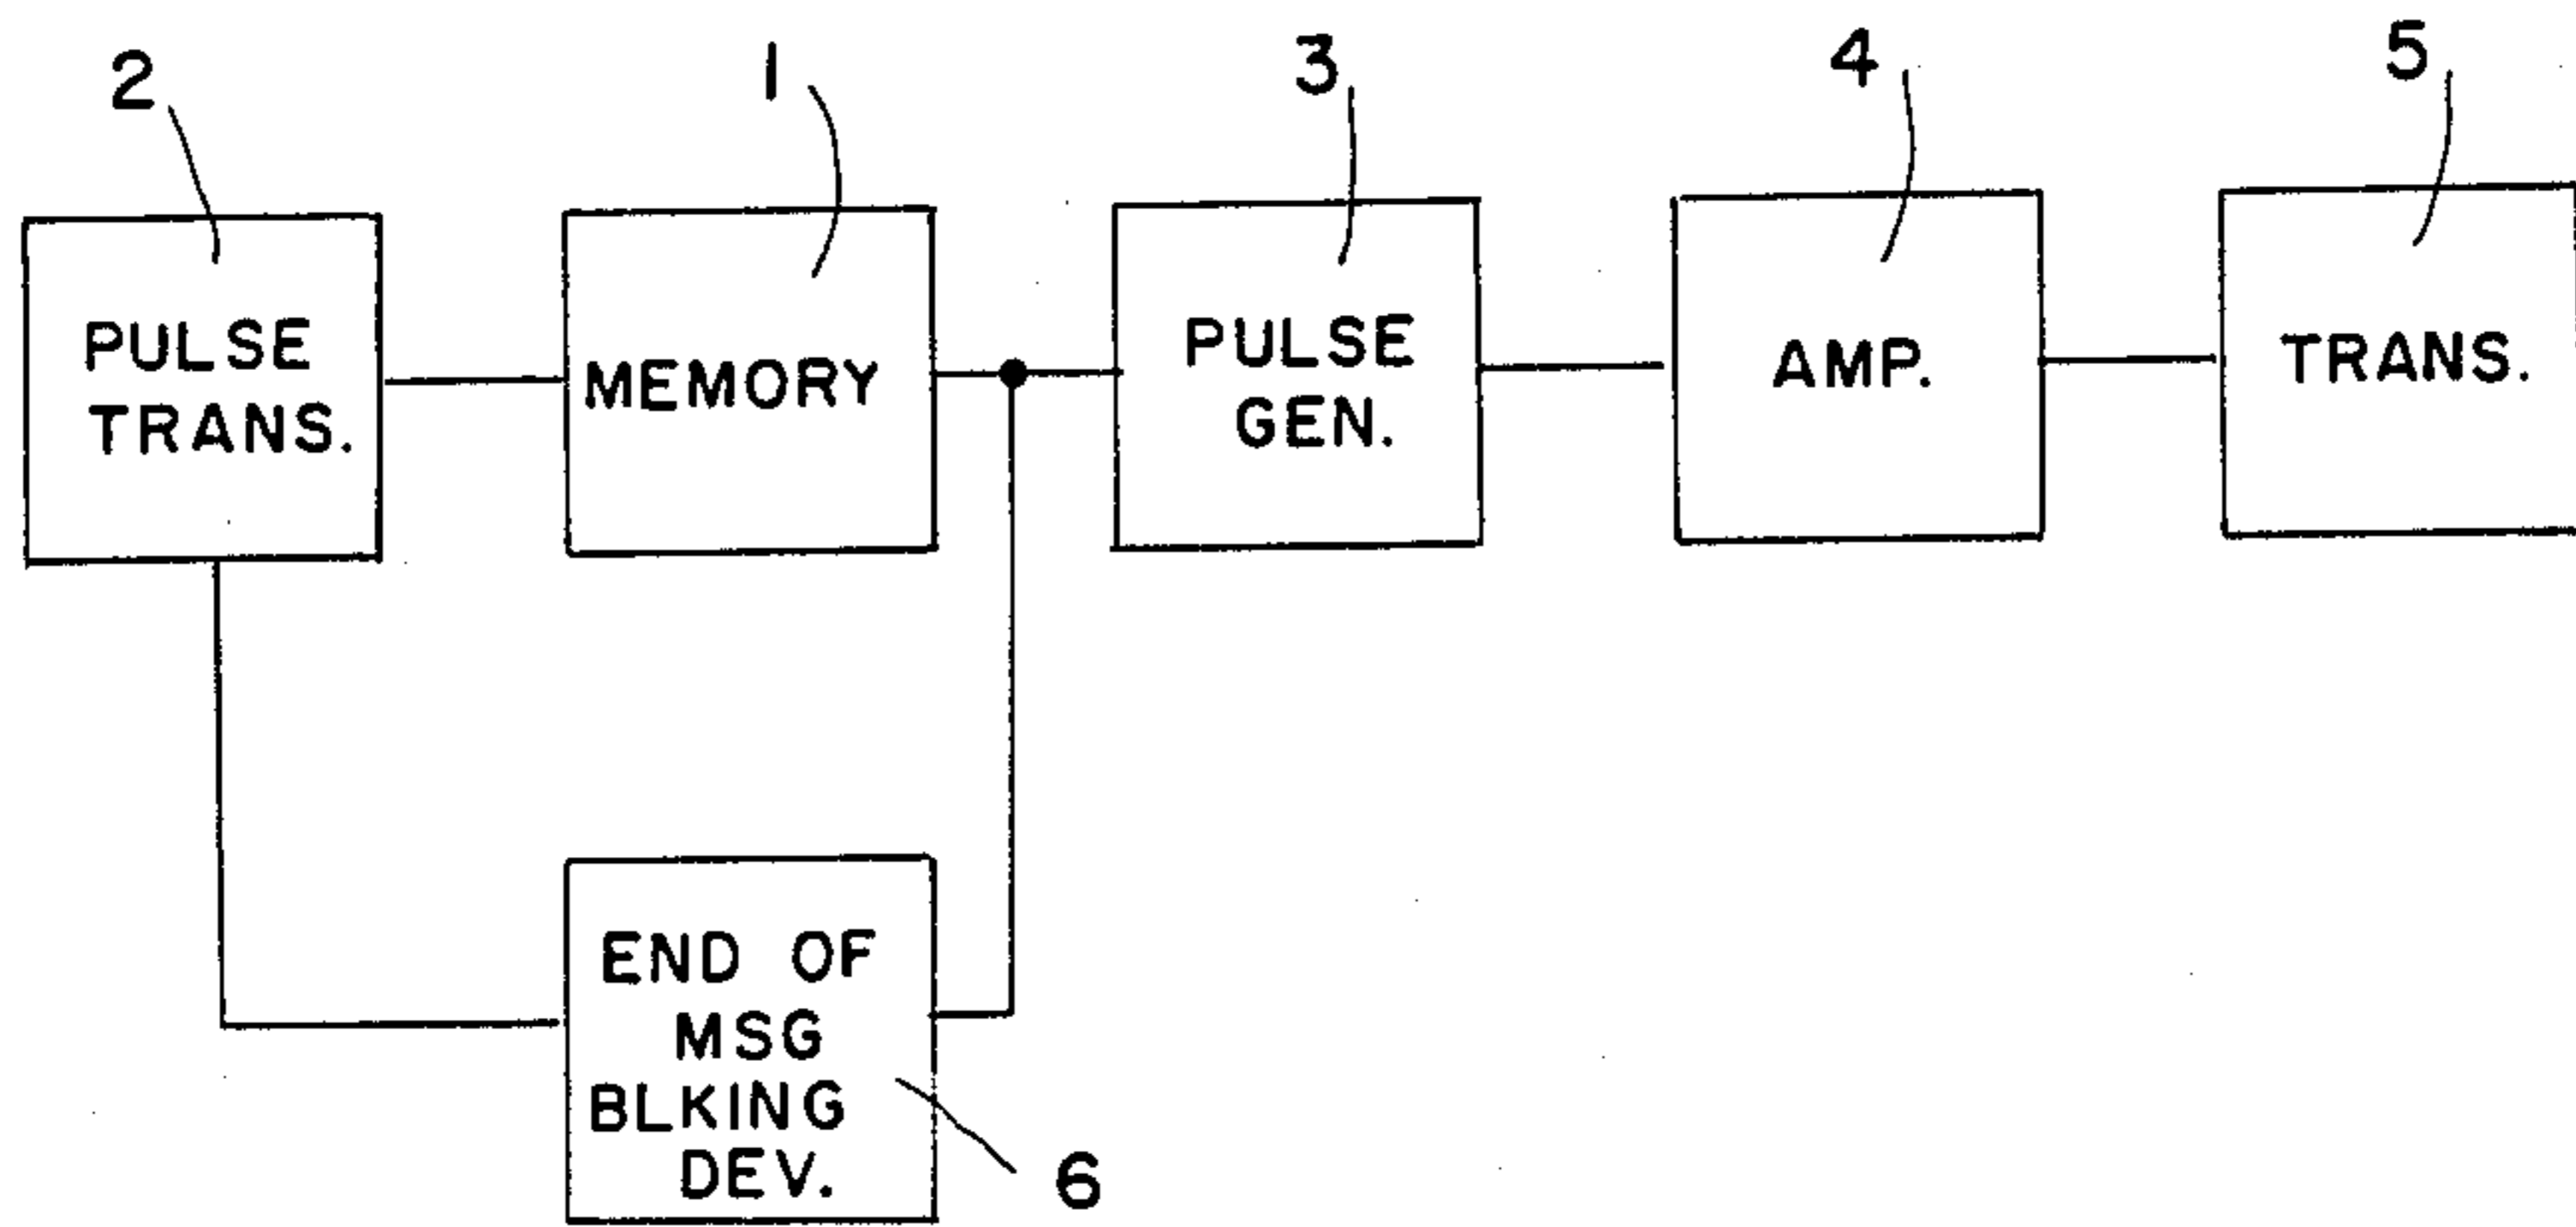 2
1
3
4
5
PULSE
TRANS.
MEMORY
PULSE
GEN.
AMP.
TRANS.
END OF
MSG
BLKING
DEV.
6